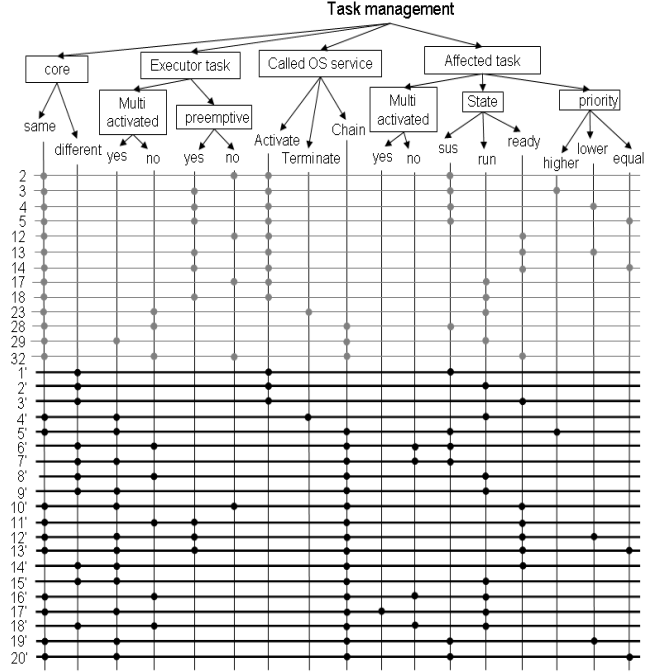 Task management
core
Executor task
Called OS service
Affected task
Multi
activated
preemptive
Multi
activated
State
priority
same
different
yes
no
yes
no
Activate
Terminate
Chain
yes
no
sus
run
ready
higher
lower
equal
2
3
4
5
12
13
14
17
18
23
28
29
32
1'
2'
3'
4'
5'
6'
7'
8'
9'
10'
11'
12'
13'
14'
15'
16'
17'
18'
19'
20'